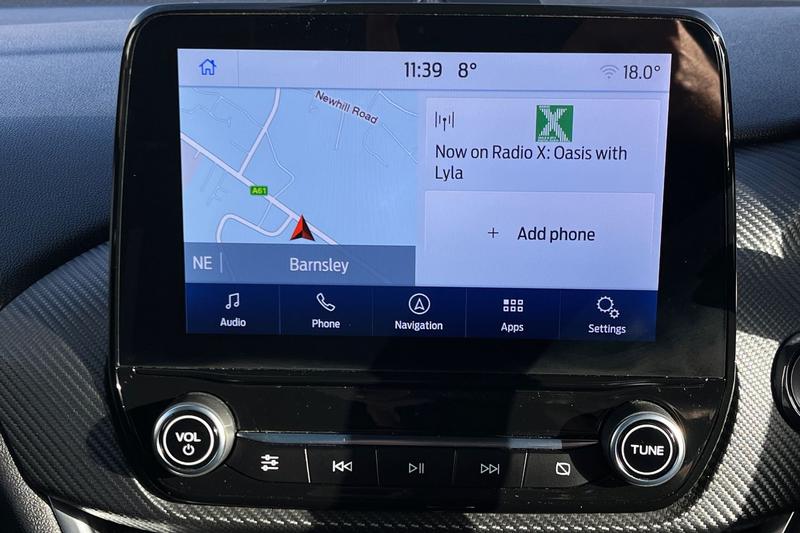 11:39 8° 18.0°
Newhill Road
A61
NE Barnsley
X
Now on Radio X: Oasis with
Lyla
+ Add phone
Audio Phone Navigation Apps Settings
VOL
TUNE